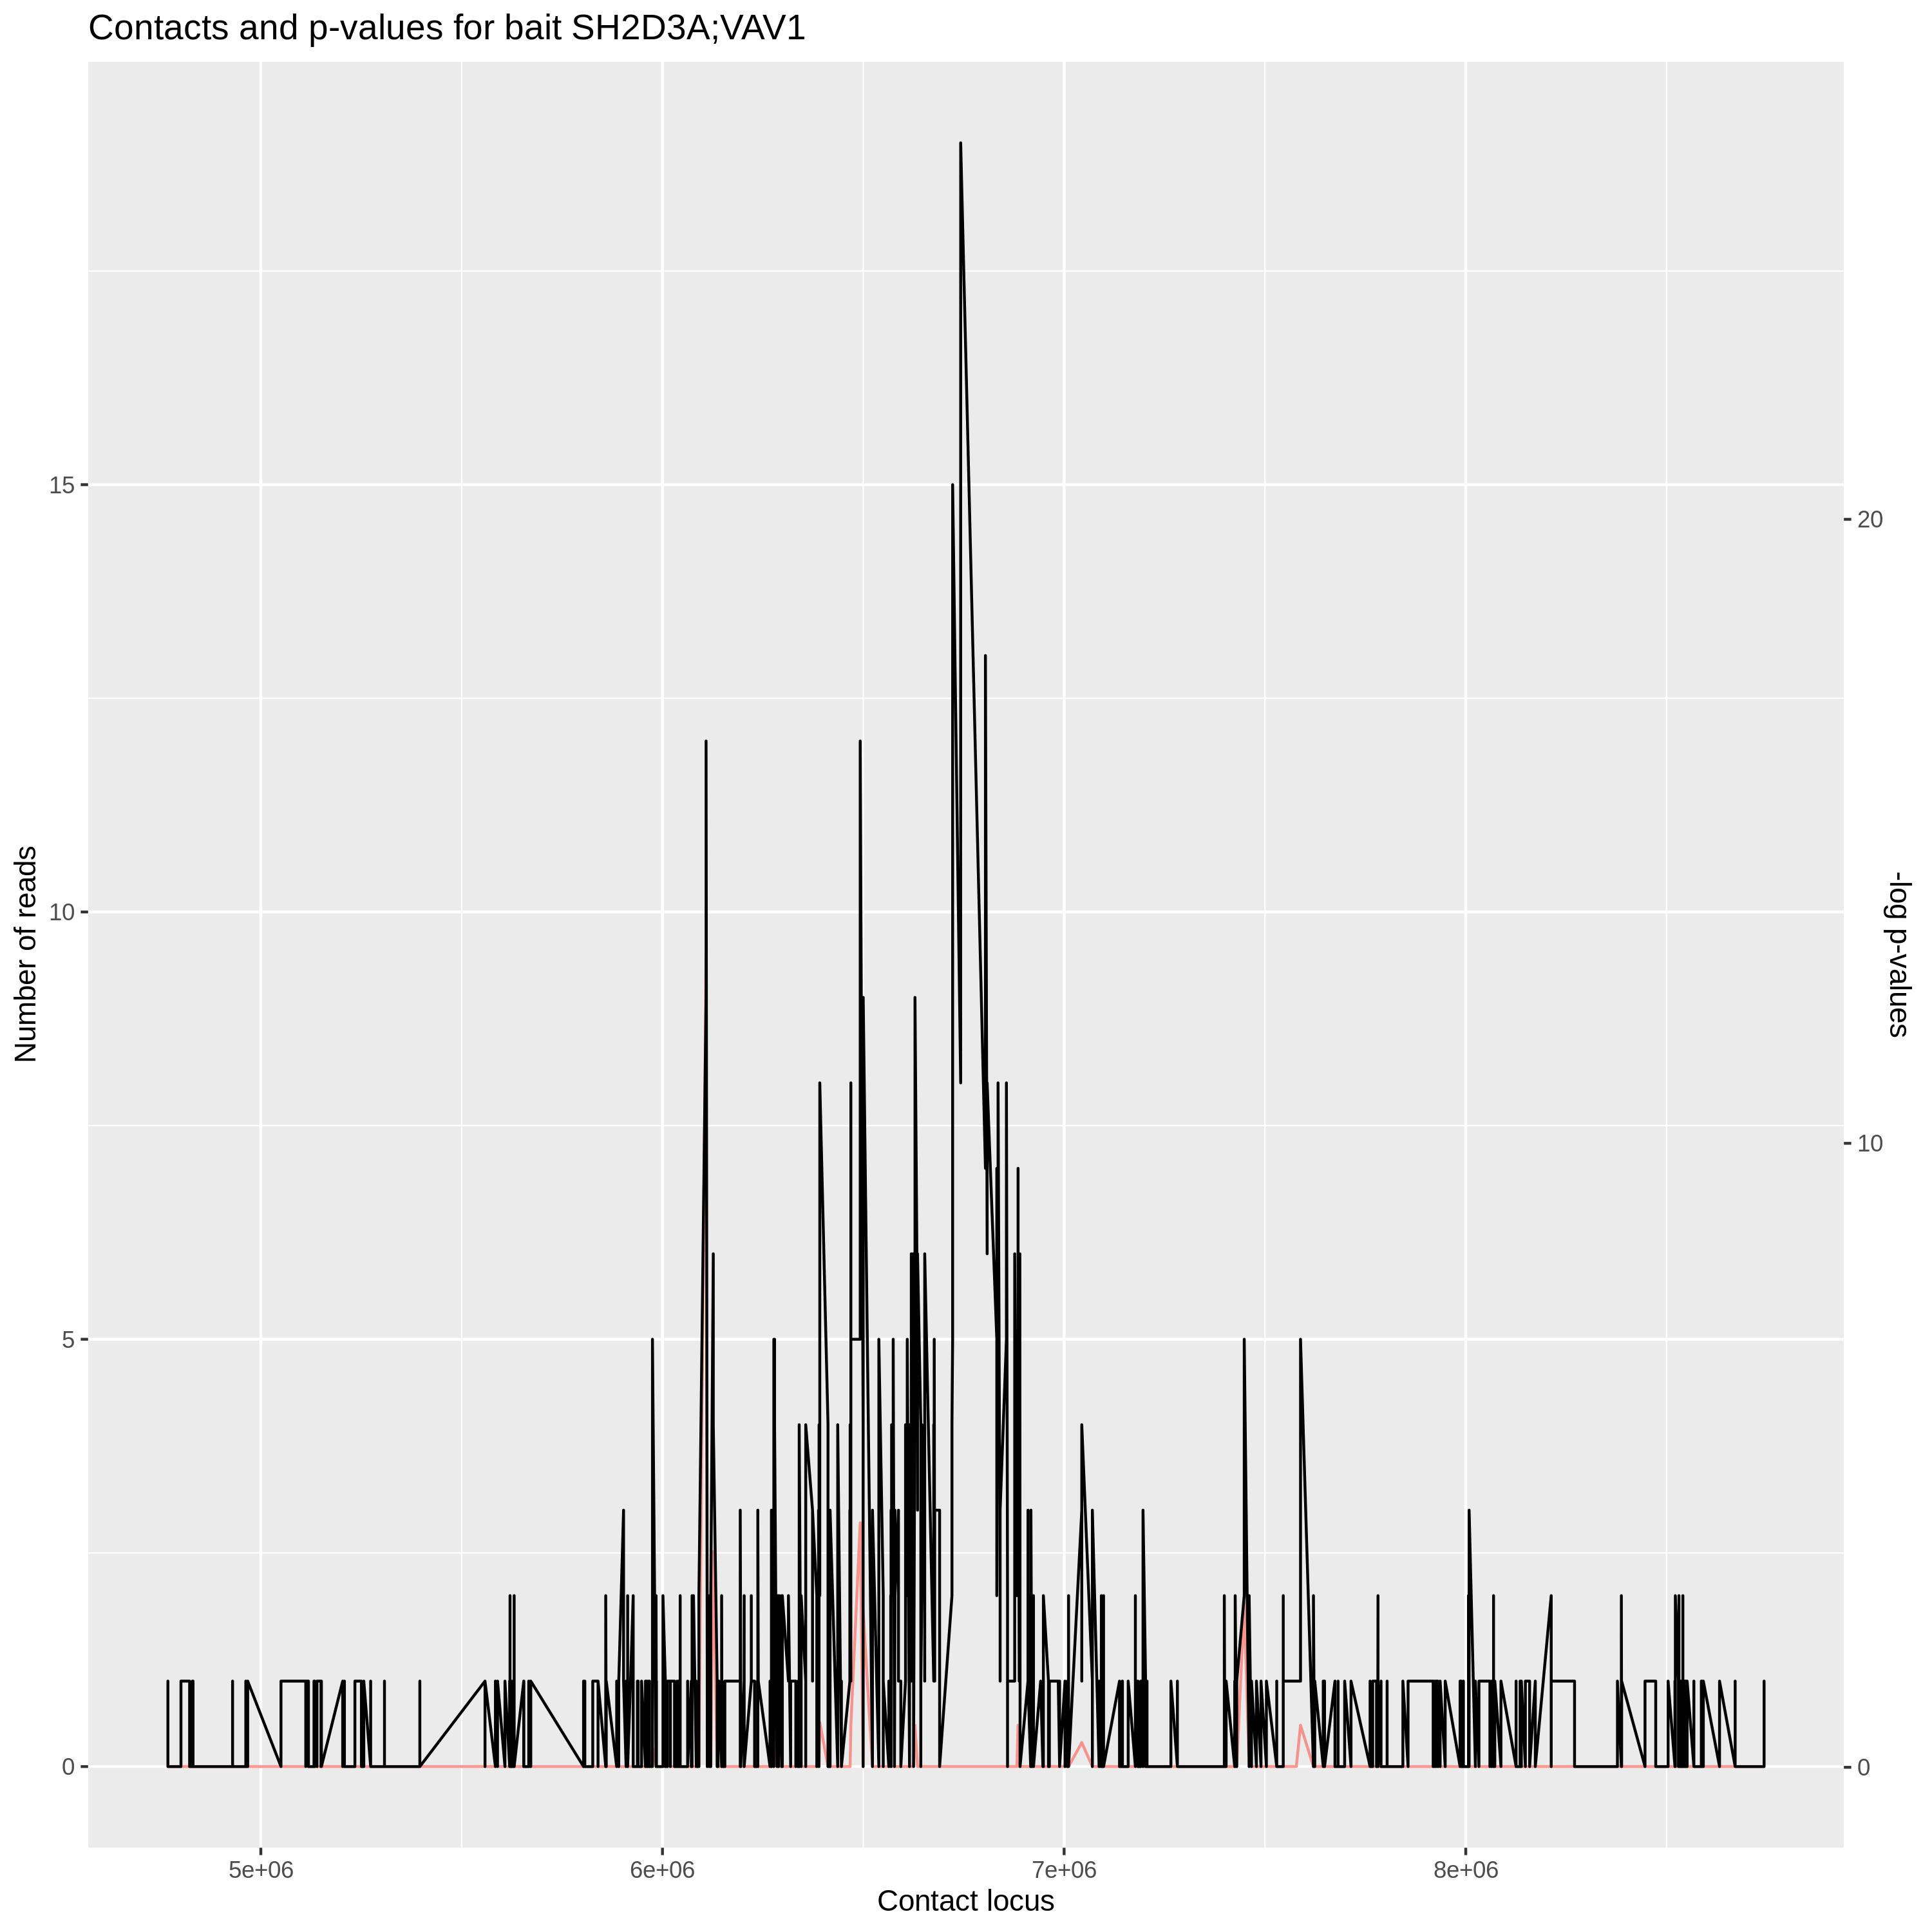 Contacts and p-values for bait SH2D3A;VAV1
15
10
5
0
Number of reads
20
10
0
-log p-values
5e+06
6e+06
7e+06
8e+06
Contact locus